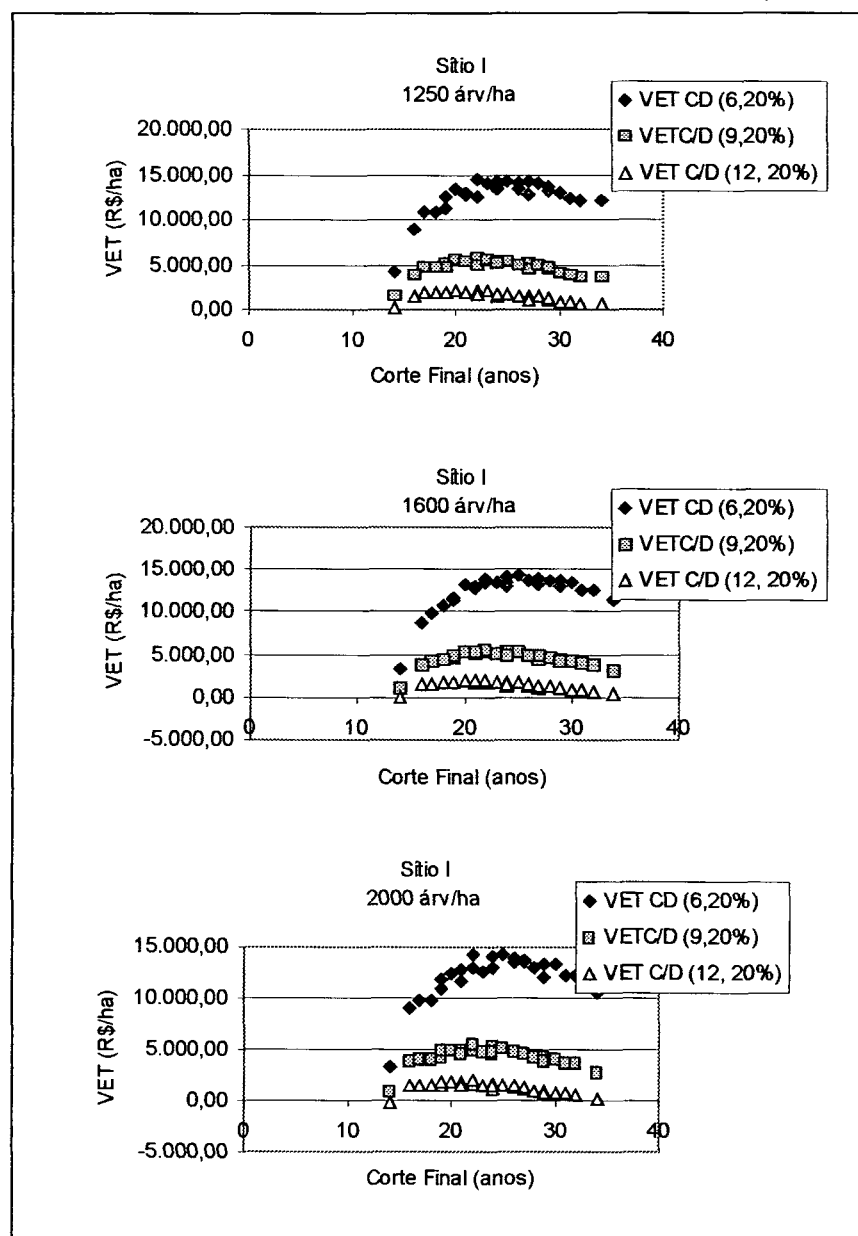 Sítio I
1250 árv/ha
VET CD (6,20%)
VETC/D (9,20%)
VET C/D (12, 20%)
20.000,00
15.000,00
10.000,00
5.000,00
0,00
VET (R$/ha)
0 10 20 30 40
Corte Final (anos)
Sítio I
1600 árv/ha
VET CD (6,20%)
VETC/D (9,20%)
VET C/D (12, 20%)
20.000,00
15.000,00
10.000,00
5.000,00
0,00
-5.000,00
VET (R$/ha)
0 10 20 30 40
Corte Final (anos)
Sítio I
2000 árv/ha
VET CD (6,20%)
VETC/D (9,20%)
VET C/D (12, 20%)
15.000,00
10.000,00
5.000,00
0,00
-5.000,00
VET (R$/ha)
0 10 20 30 40
Corte Final (anos)